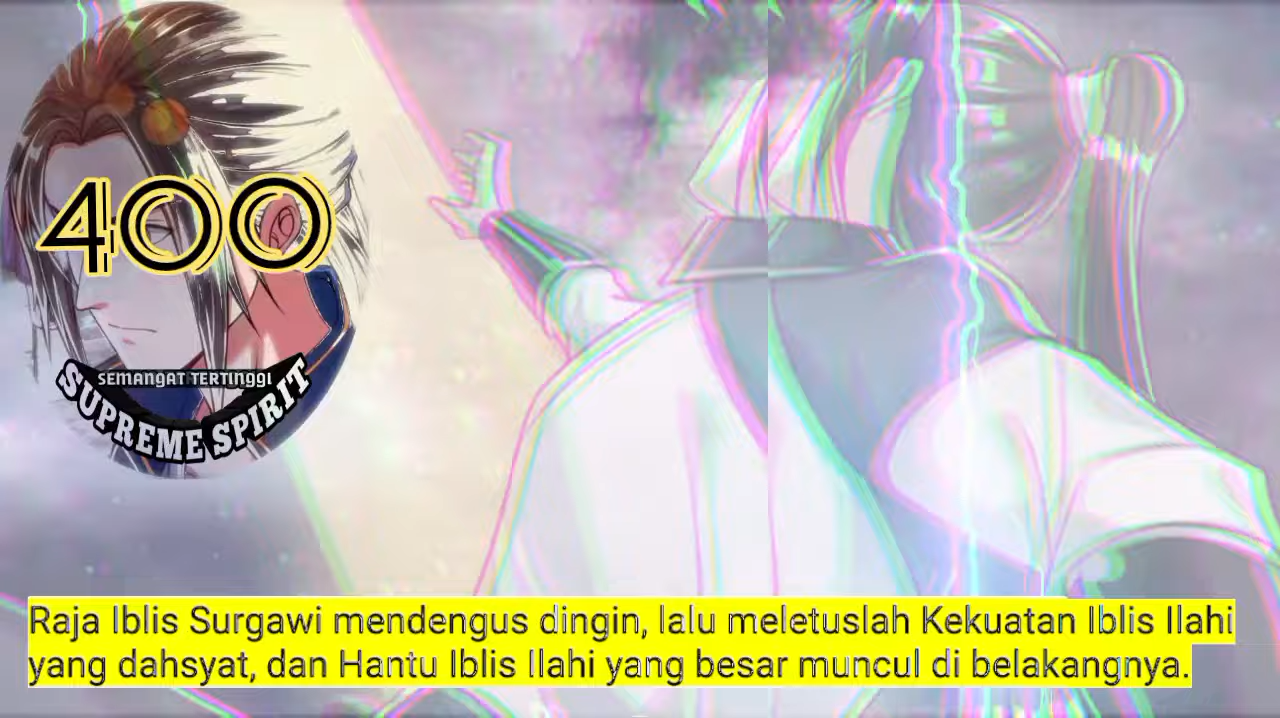 400
SEMANGAT TERTINGGI
SUPREME SPIRIT
Raja Iblis Surgawi mendengus dingin, lalu meletuslah Kekuatan Iblis Ilahi
yang dahsyat, dan Hantu Iblis Ilahi yang besar muncul di belakangnya.